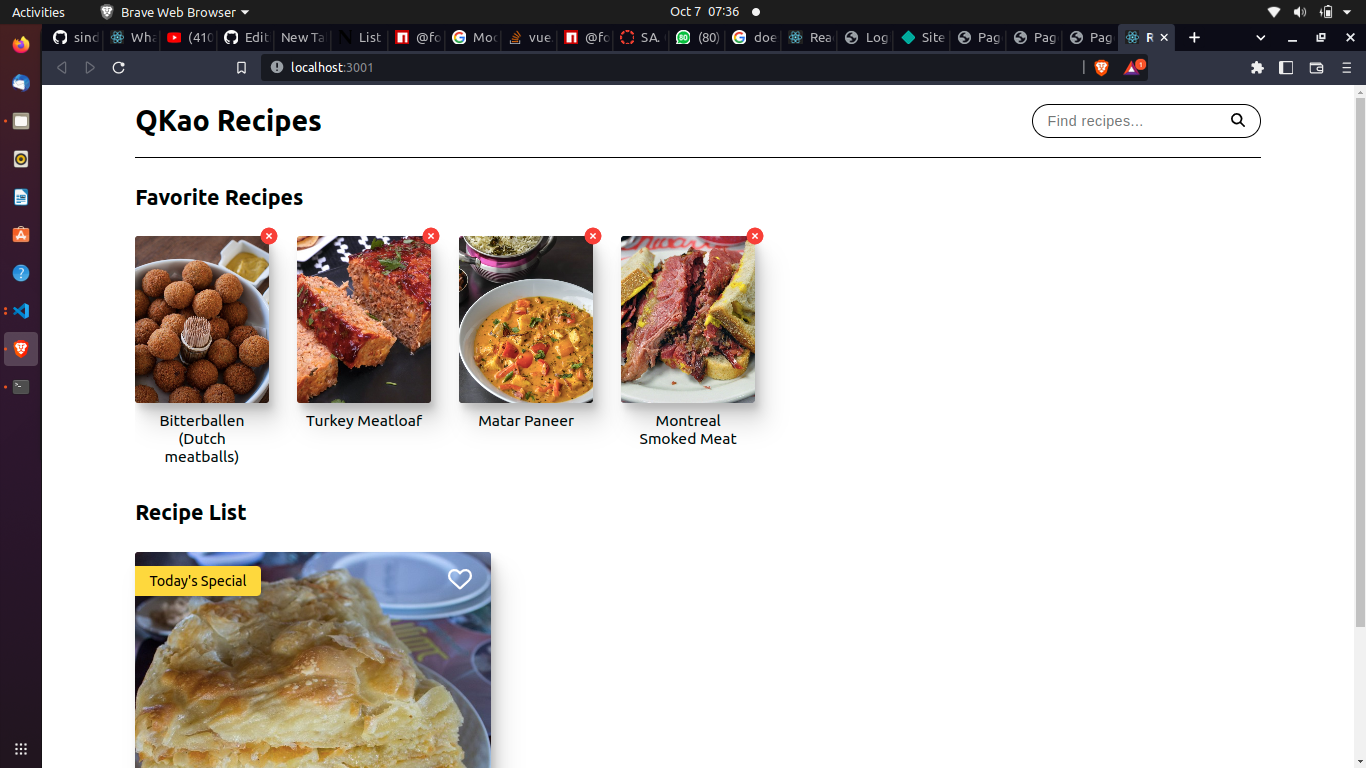 Activities Brave Web Browser Oct 7 07:36
sind Wha (410 Edit New Ta List @fo Moc vue. @fo SA. (80) doe Rea Log Site Pag Pag Pag R
localhost:3001 1
QKao Recipes Find recipes...
Favorite Recipes
Bitterballen
(Dutch
meatballs)
Turkey Meatloaf
Matar Paneer
Montreal
Smoked Meat
Recipe List
Today's Special